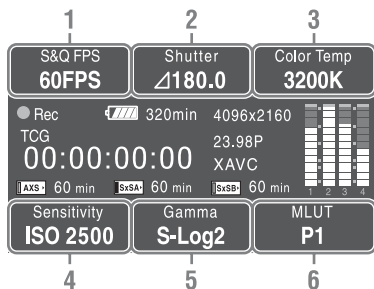 1 2 3
S&Q FPS Shutter Color Temp
60FPS ⊿180.0 3200K
Rec 320min 4096x2160
TCG 23.98P
00:00:00:00 XAVC
AXS 60 min SxSA 60 min SxSB 60 min 1 2 3 4
Sensitivity Gamma MLUT
ISO 2500 S-Log2 P1
4 5 6